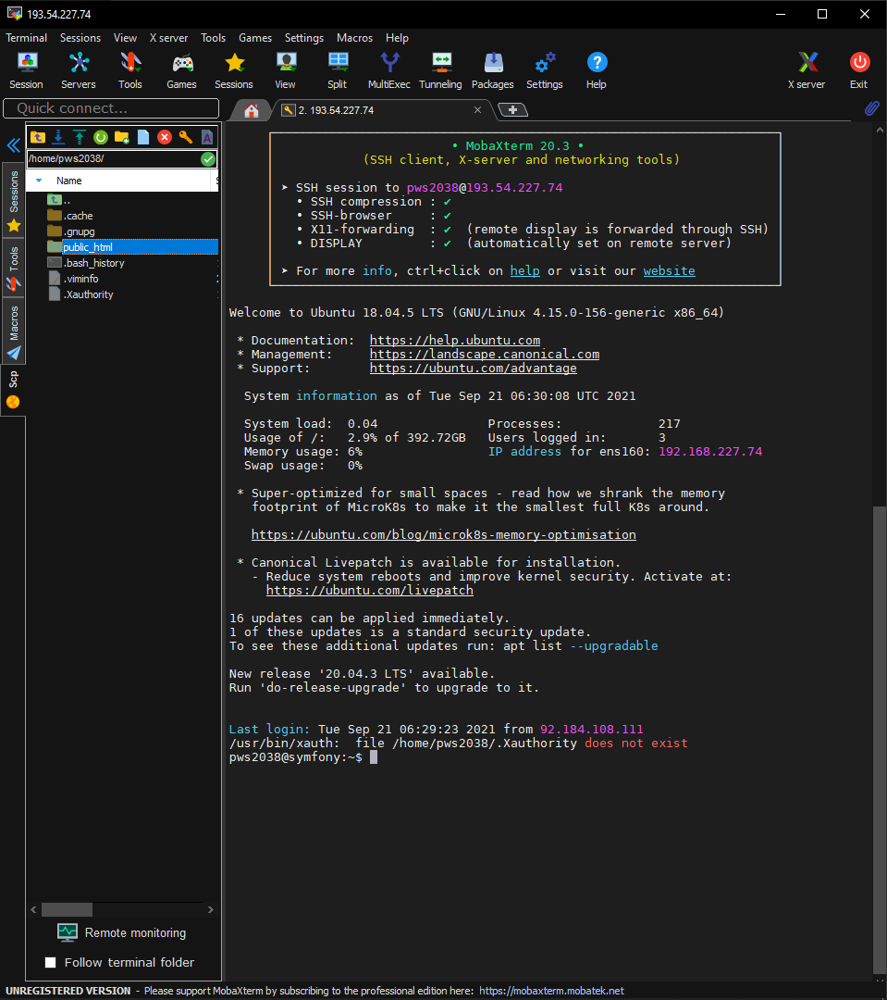 193.54.227.74
Terminal Sessions View X server Tools Games Settings Macros Help
Session Servers Tools Games Sessions View Split MultiExec Tunneling Packages Settings Help X server Exit
Quick connect...
2. 193.54.227.74
/home/pws2038/
Name
..
.cache
.gnupg
public_html
.bash_history
.viminfo
.Xauthority
Sessions
Tools
Macros
Scp
Remote monitoring
Follow terminal folder
• MobaXterm 20.3 •
(SSH client, X-server and networking tools)
➤ SSH session to pws2038@193.54.227.74
• SSH compression : ✔
• SSH-browser : ✔
• X11-forwarding : ✔ (remote display is forwarded through SSH)
• DISPLAY : ✔ (automatically set on remote server)
➤ For more info, ctrl+click on help or visit our website
Welcome to Ubuntu 18.04.5 LTS (GNU/Linux 4.15.0-156-generic x86_64)
* Documentation: https://help.ubuntu.com
* Management: https://landscape.canonical.com
* Support: https://ubuntu.com/advantage
System information as of Tue Sep 21 06:30:08 UTC 2021
System load: 0.04 Processes: 217
Usage of /: 2.9% of 392.72GB Users logged in: 3
Memory usage: 6% IP address for ens160: 192.168.227.74
Swap usage: 0%
* Super-optimized for small spaces - read how we shrank the memory
footprint of MicroK8s to make it the smallest full K8s around.
https://ubuntu.com/blog/microk8s-memory-optimisation
* Canonical Livepatch is available for installation.
- Reduce system reboots and improve kernel security. Activate at:
https://ubuntu.com/livepatch
16 updates can be applied immediately.
1 of these updates is a standard security update.
To see these additional updates run: apt list --upgradable
New release '20.04.3 LTS' available.
Run 'do-release-upgrade' to upgrade to it.
Last login: Tue Sep 21 06:29:23 2021 from 92.184.108.111
/usr/bin/xauth: file /home/pws2038/.Xauthority does not exist
pws2038@symfony:~$
UNREGISTERED VERSION - Please support MobaXterm by subscribing to the professional edition here: https://mobaxterm.mobatek.net